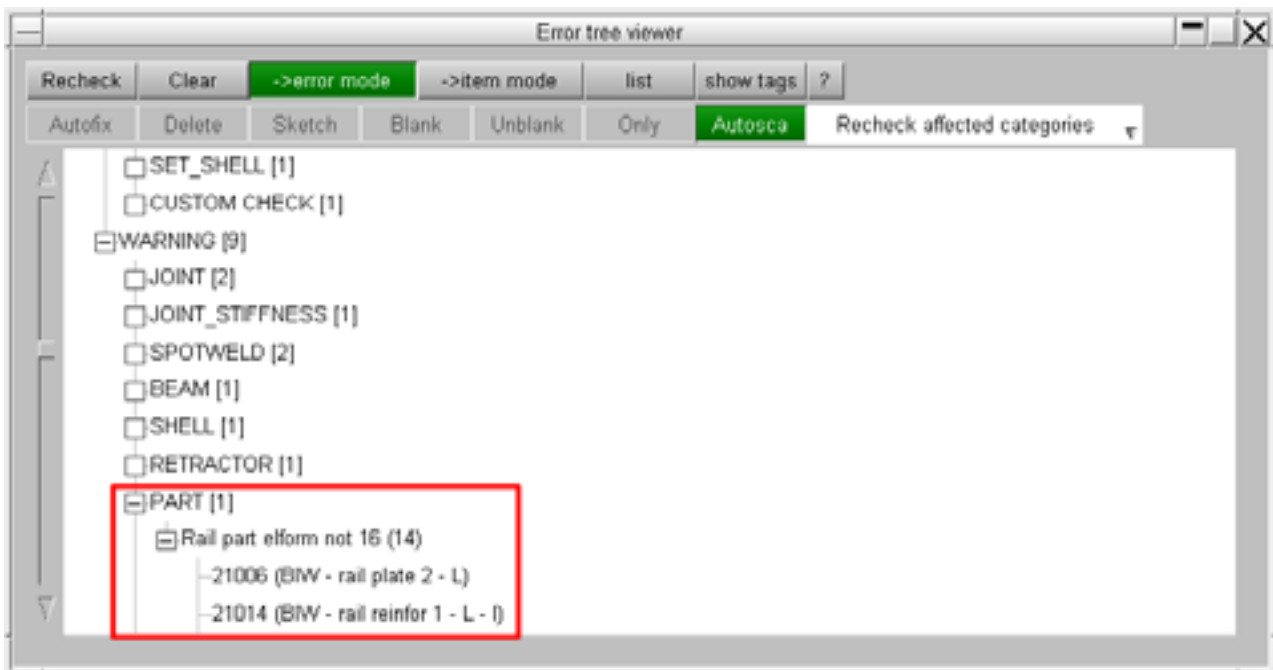 Error tree viewer
Recheck Clear ->error mode ->item mode list show tags ?
Autofix Delete Sketch Blank Unblank Only Autosca Recheck affected categories
SET_SHELL [1]
CUSTOM CHECK [1]
WARNING [9]
JOINT [2]
JOINT_STIFFNESS [1]
SPOTWELD [2]
BEAM [1]
SHELL [1]
RETRACTOR [1]
PART [1]
Rail part elform not 16 (14)
21006 (BIW - rail plate 2 - L)
21014 (BIW - rail reinfor 1 - L - I)